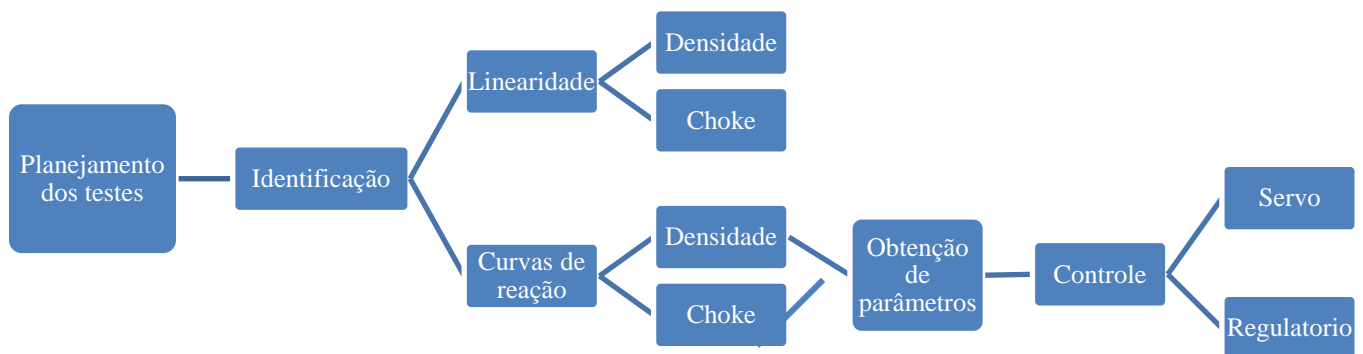 Planejamento
dos testes
Identificação
Linearidade
Densidade
Choke
Curvas de
reação
Densidade
Choke
Obtenção
de
parâmetros
Controle
Servo
Regulatorio